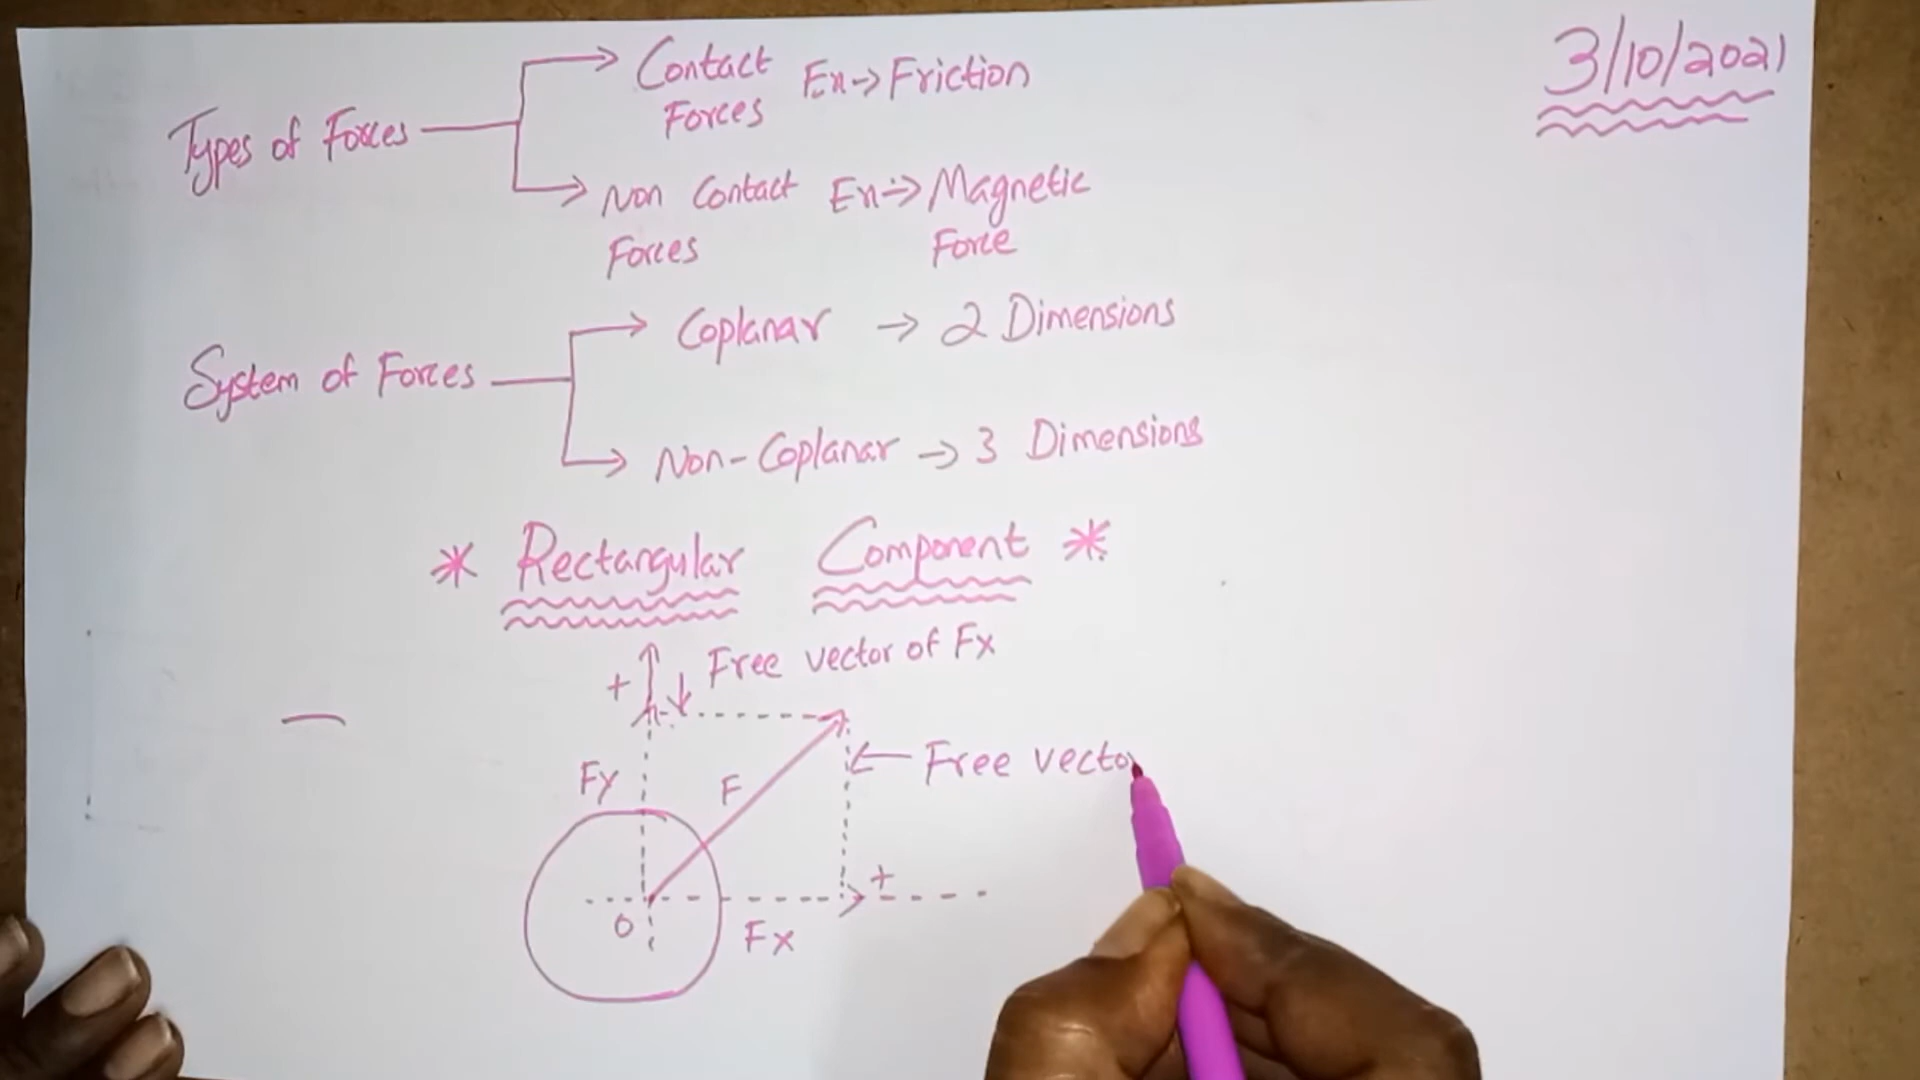 3/10/2021
Types of Forces
Contact Forces Ex → Friction
Non Contact Forces Ex → Magnetic Force
System of Forces
Coplanar → 2 Dimensions
Non-Coplanar → 3 Dimensions
* Rectangular Component *
+ Free vector of Fx
Fy F Free vector
+
O Fx